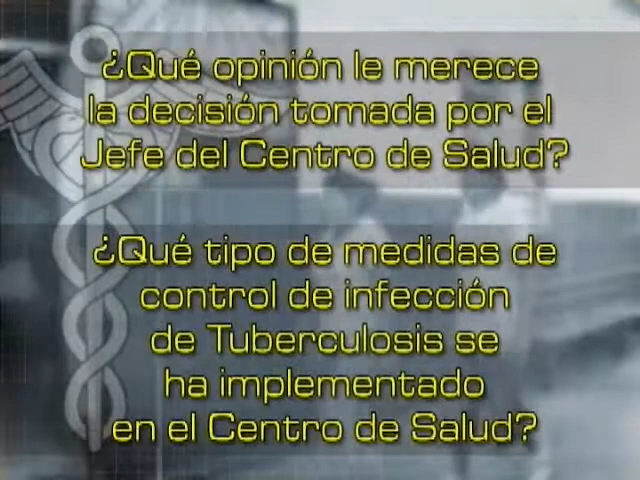 ¿Qué opinión le merece
la decisión tomada por el
Jefe del Centro de Salud?
¿Qué tipo de medidas de
control de infección
de Tuberculosis se
ha implementado
en el Centro de Salud?